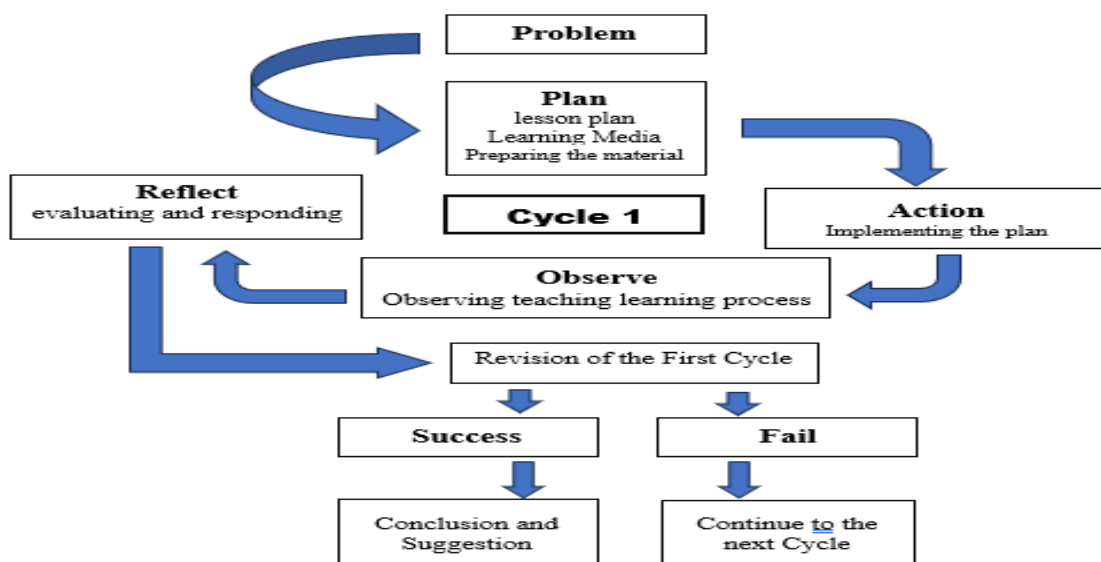 Problem
Plan
lesson plan
Learning Media
Preparing the material
Reflect
evaluating and responding
Cycle 1
Action
Implementing the plan
Observe
Observing teaching learning process
Revision of the First Cycle
Success
Fail
Conclusion and
Suggestion
Continue to the
next Cycle